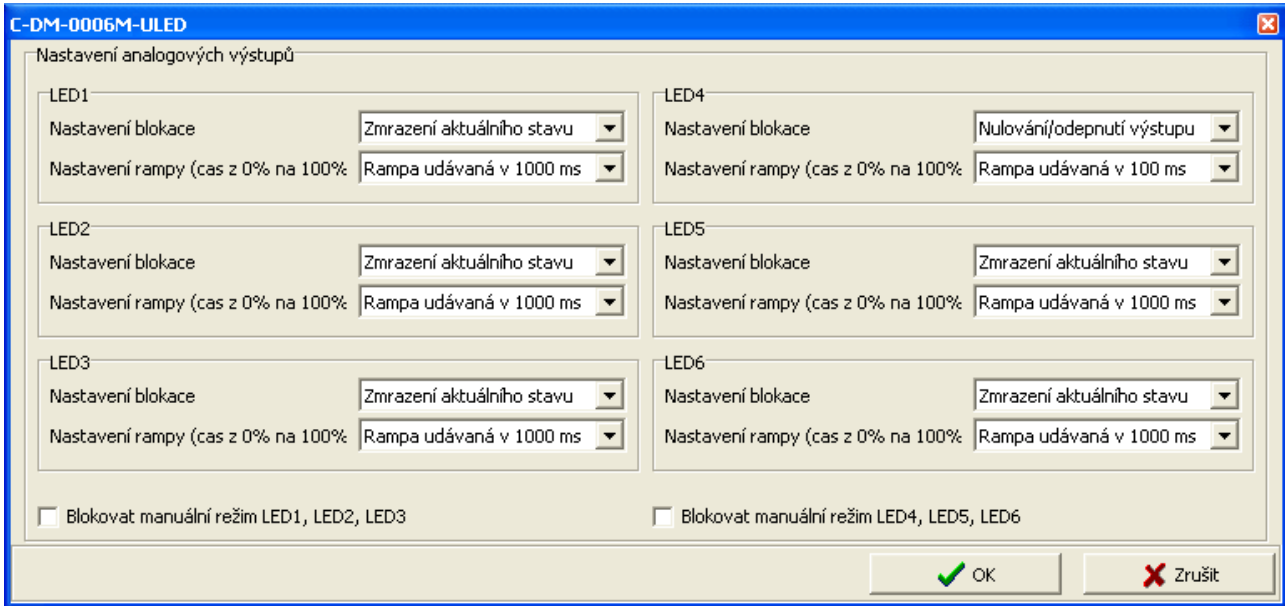 C-DM-0006M-ULED
Nastavení analogových výstupů
LED1
Nastavení blokace Zmrazení aktuálního stavu
Nastavení rampy (cas z 0% na 100% Rampa udávaná v 1000 ms
LED4
Nastavení blokace Nulování/odepnutí výstupu
Nastavení rampy (cas z 0% na 100% Rampa udávaná v 100 ms
LED2
Nastavení blokace Zmrazení aktuálního stavu
Nastavení rampy (cas z 0% na 100% Rampa udávaná v 1000 ms
LED5
Nastavení blokace Zmrazení aktuálního stavu
Nastavení rampy (cas z 0% na 100% Rampa udávaná v 1000 ms
LED3
Nastavení blokace Zmrazení aktuálního stavu
Nastavení rampy (cas z 0% na 100% Rampa udávaná v 1000 ms
LED6
Nastavení blokace Zmrazení aktuálního stavu
Nastavení rampy (cas z 0% na 100% Rampa udávaná v 1000 ms
Blokovat manuální režim LED1, LED2, LED3
Blokovat manuální režim LED4, LED5, LED6
OK
Zrušit